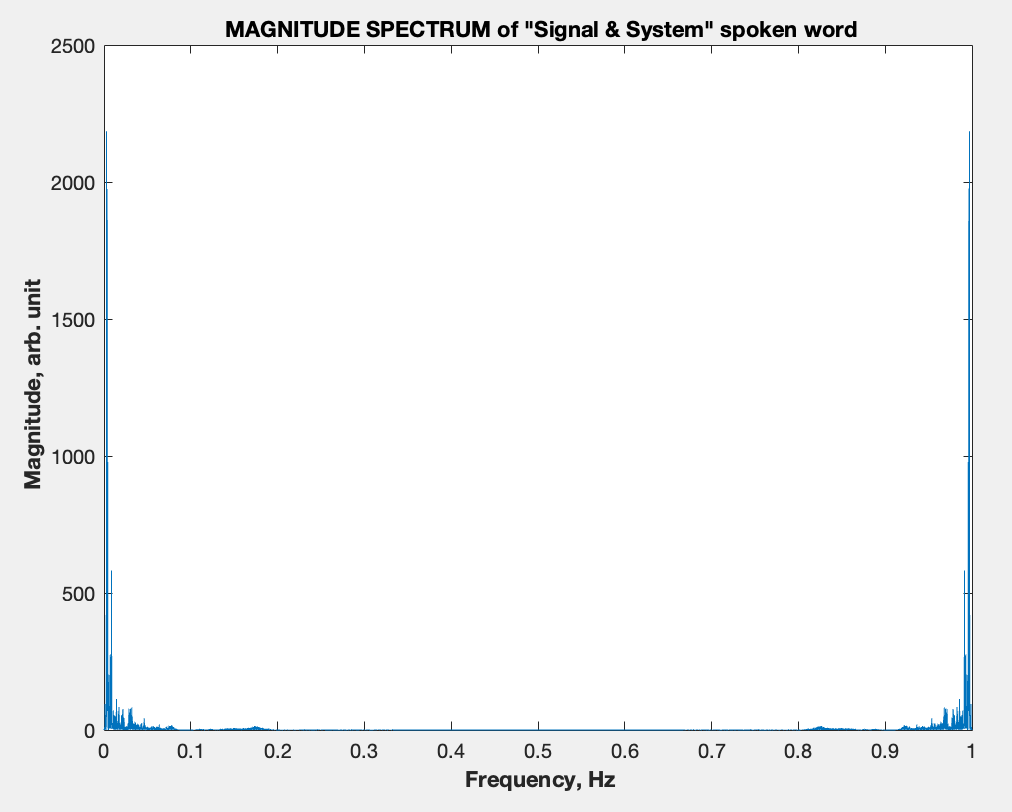 MAGNITUDE SPECTRUM of "Signal & System" spoken word
2500
2000
1500
1000
500
0
Magnitude, arb. unit
0 0.1 0.2 0.3 0.4 0.5 0.6 0.7 0.8 0.9 1
Frequency, Hz